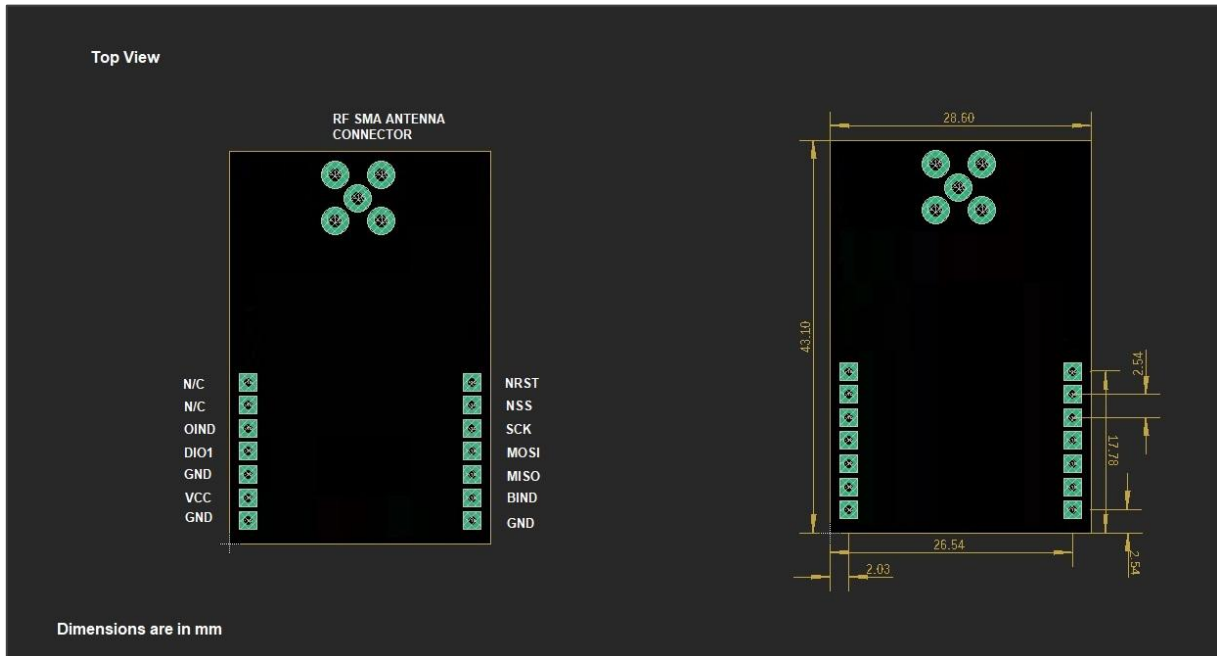 Top View
RF SMA ANTENNA
CONNECTOR
N/C
N/C
OIND
DIO1
GND
VCC
GND
NRST
NSS
SCK
MOSI
MISO
BIND
GND
28.60
43.10
2.54
17.78
26.54
2.54
2.03
Dimensions are in mm